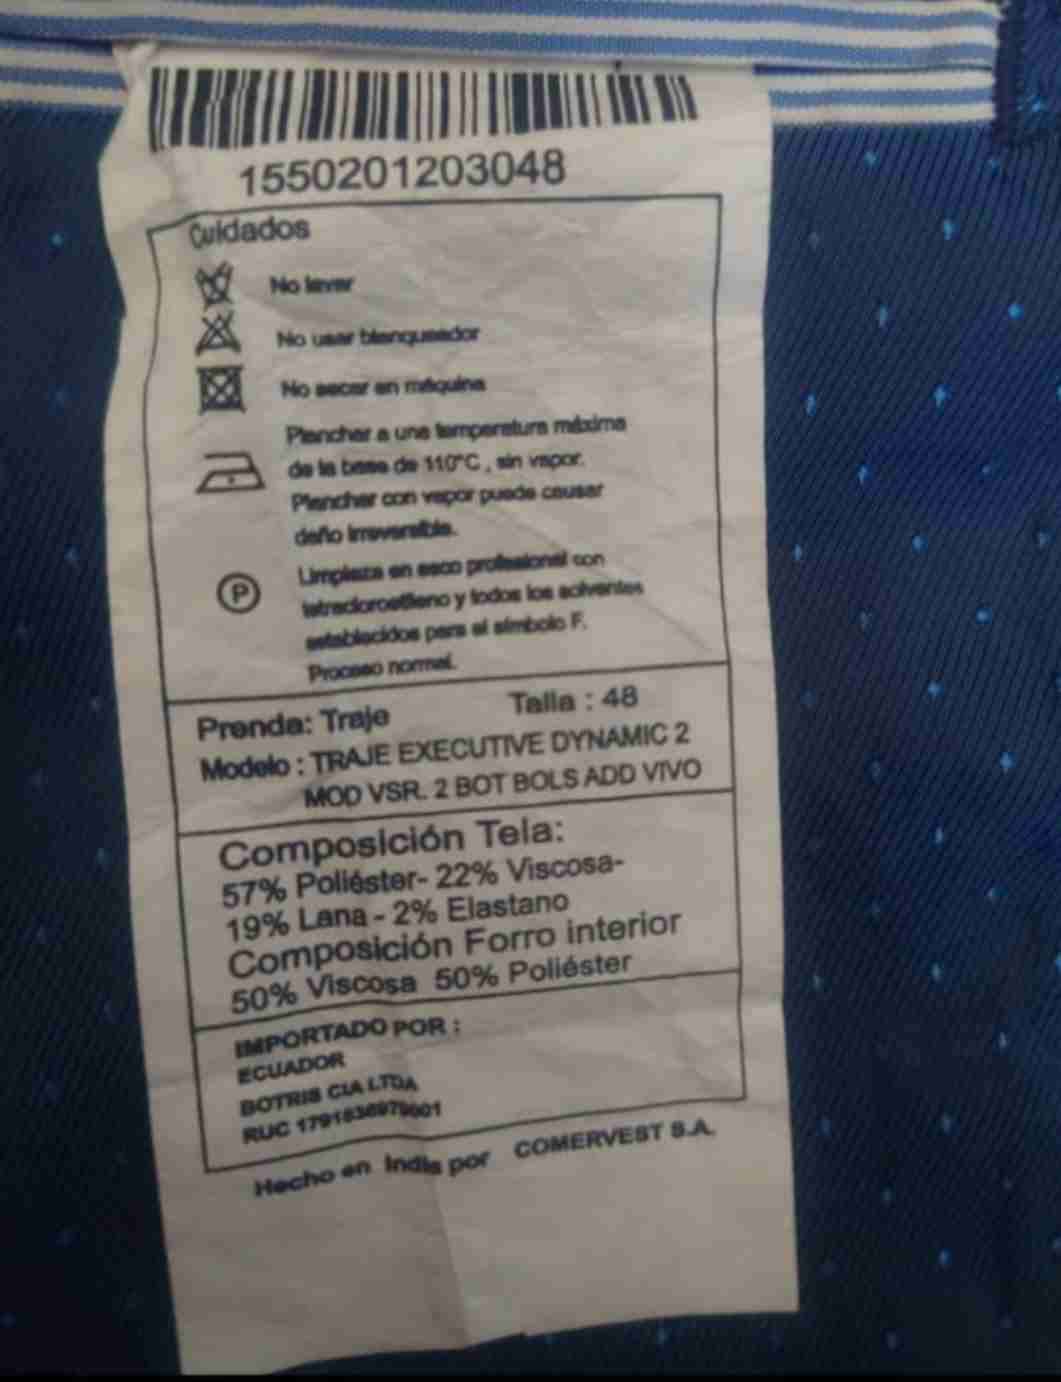 1550201203048
Cuidados
No lavar
No usar blanqueador
No secar en máquina
Planchar a una temperatura máxima
de la base de 110°C , sin vapor.
Planchar con vapor puede causar
daño irreversible.
P
Limpieza en seco profesional con
tetracloroetileno y todos los solventes
establecidos para el símbolo F.
Proceso normal.
Prenda: Traje Talla : 48
Modelo : TRAJE EXECUTIVE DYNAMIC 2
MOD VSR. 2 BOT BOLS ADD VIVO
Composición Tela:
57% Poliéster- 22% Viscosa-
19% Lana - 2% Elastano
Composición Forro interior
50% Viscosa 50% Poliéster
IMPORTADO POR :
ECUADOR
BOTRIS CIA LTDA
RUC
Hecho en India por COMERVEST S.A.